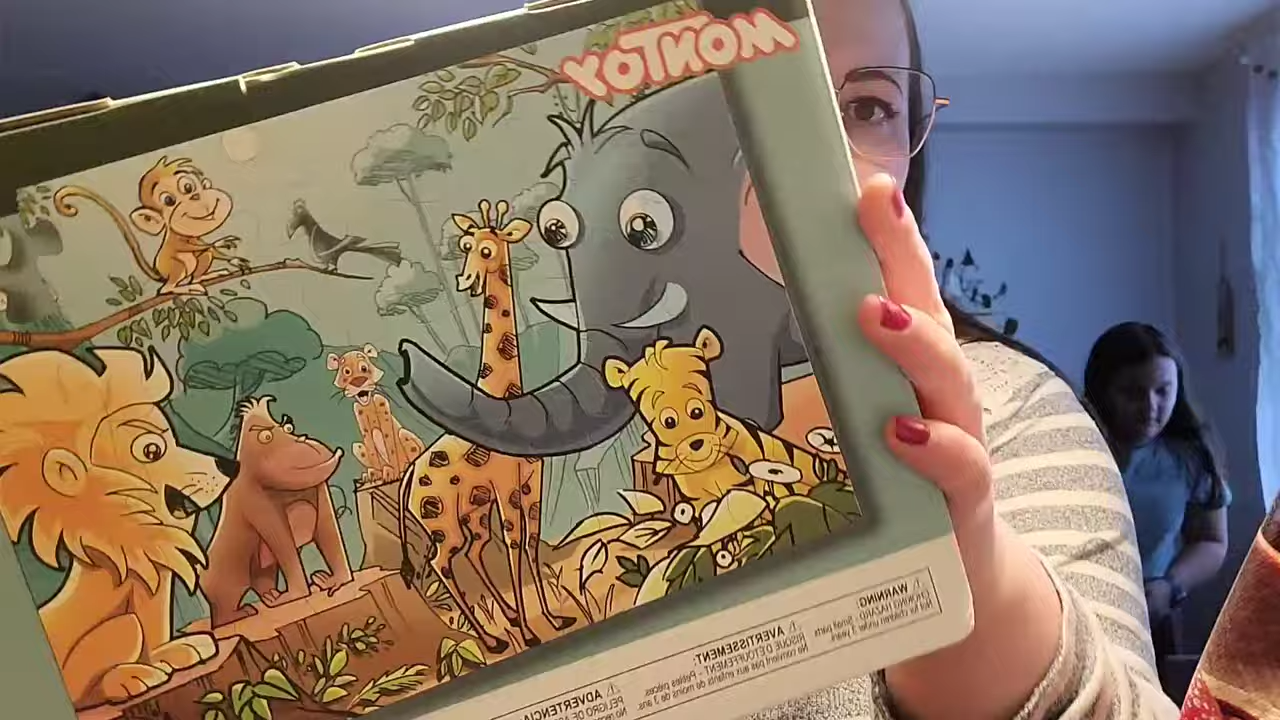 MONTOY
WARNING:
CHOKING HAZARD - Small parts
Not for children under 3 years.
AVERTISSEMENT:
RISQUE D'ÉTOUFFEMENT - Petites pièces.
No convient pas aux enfants de moins de 3 ans.
ADVERTENCIA
PELIGRO DE